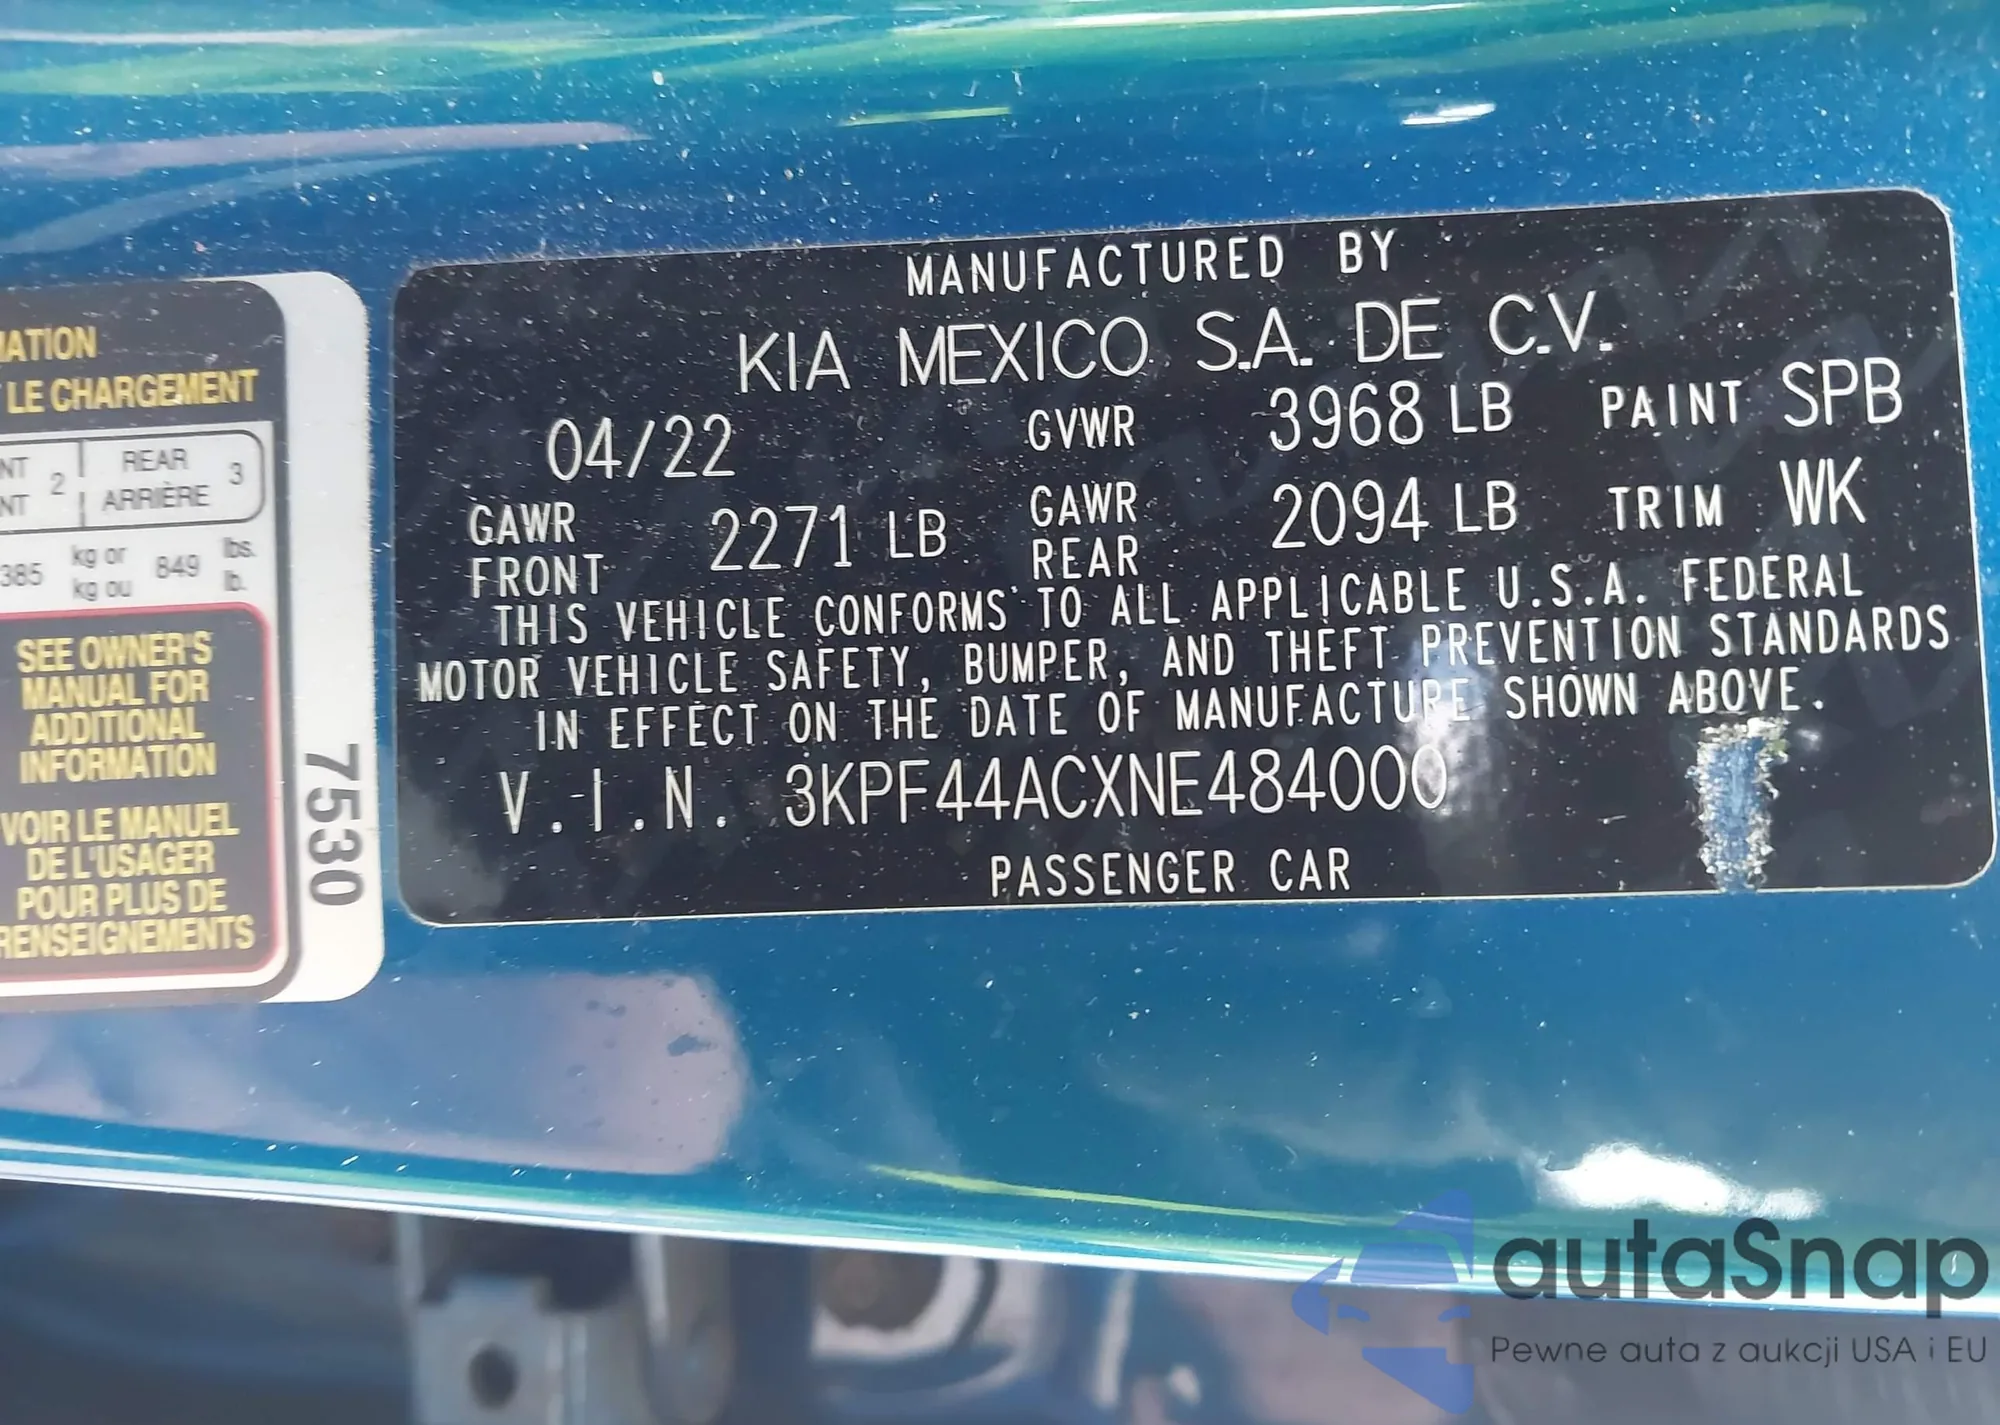 MANUFACTURED BY
KIA MEXICO S.A. DE C.V.
04/22 GVWR 3968 LB PAINT SPB
GAWR FRONT 2271 LB GAWR REAR 2094 LB TRIM WK
THIS VEHICLE CONFORMS TO ALL APPLICABLE U.S.A. FEDERAL
MOTOR VEHICLE SAFETY, BUMPER, AND THEFT PREVENTION STANDARDS
IN EFFECT ON THE DATE OF MANUFACTURE SHOWN ABOVE.
V.I.N. 3KPF44ACXNE484000
PASSENGER CAR
LE CHARGEMENT
2 REAR 3
ARRIÈRE
385 kg or 849 lbs.
kg ou lb.
SEE OWNER'S
MANUAL FOR
ADDITIONAL
INFORMATION
VOIR LE MANUEL
DE L'USAGER
POUR PLUS DE
RENSEIGNEMENTS
7530
autaSnap
Pewne auta z aukcji USA i EU